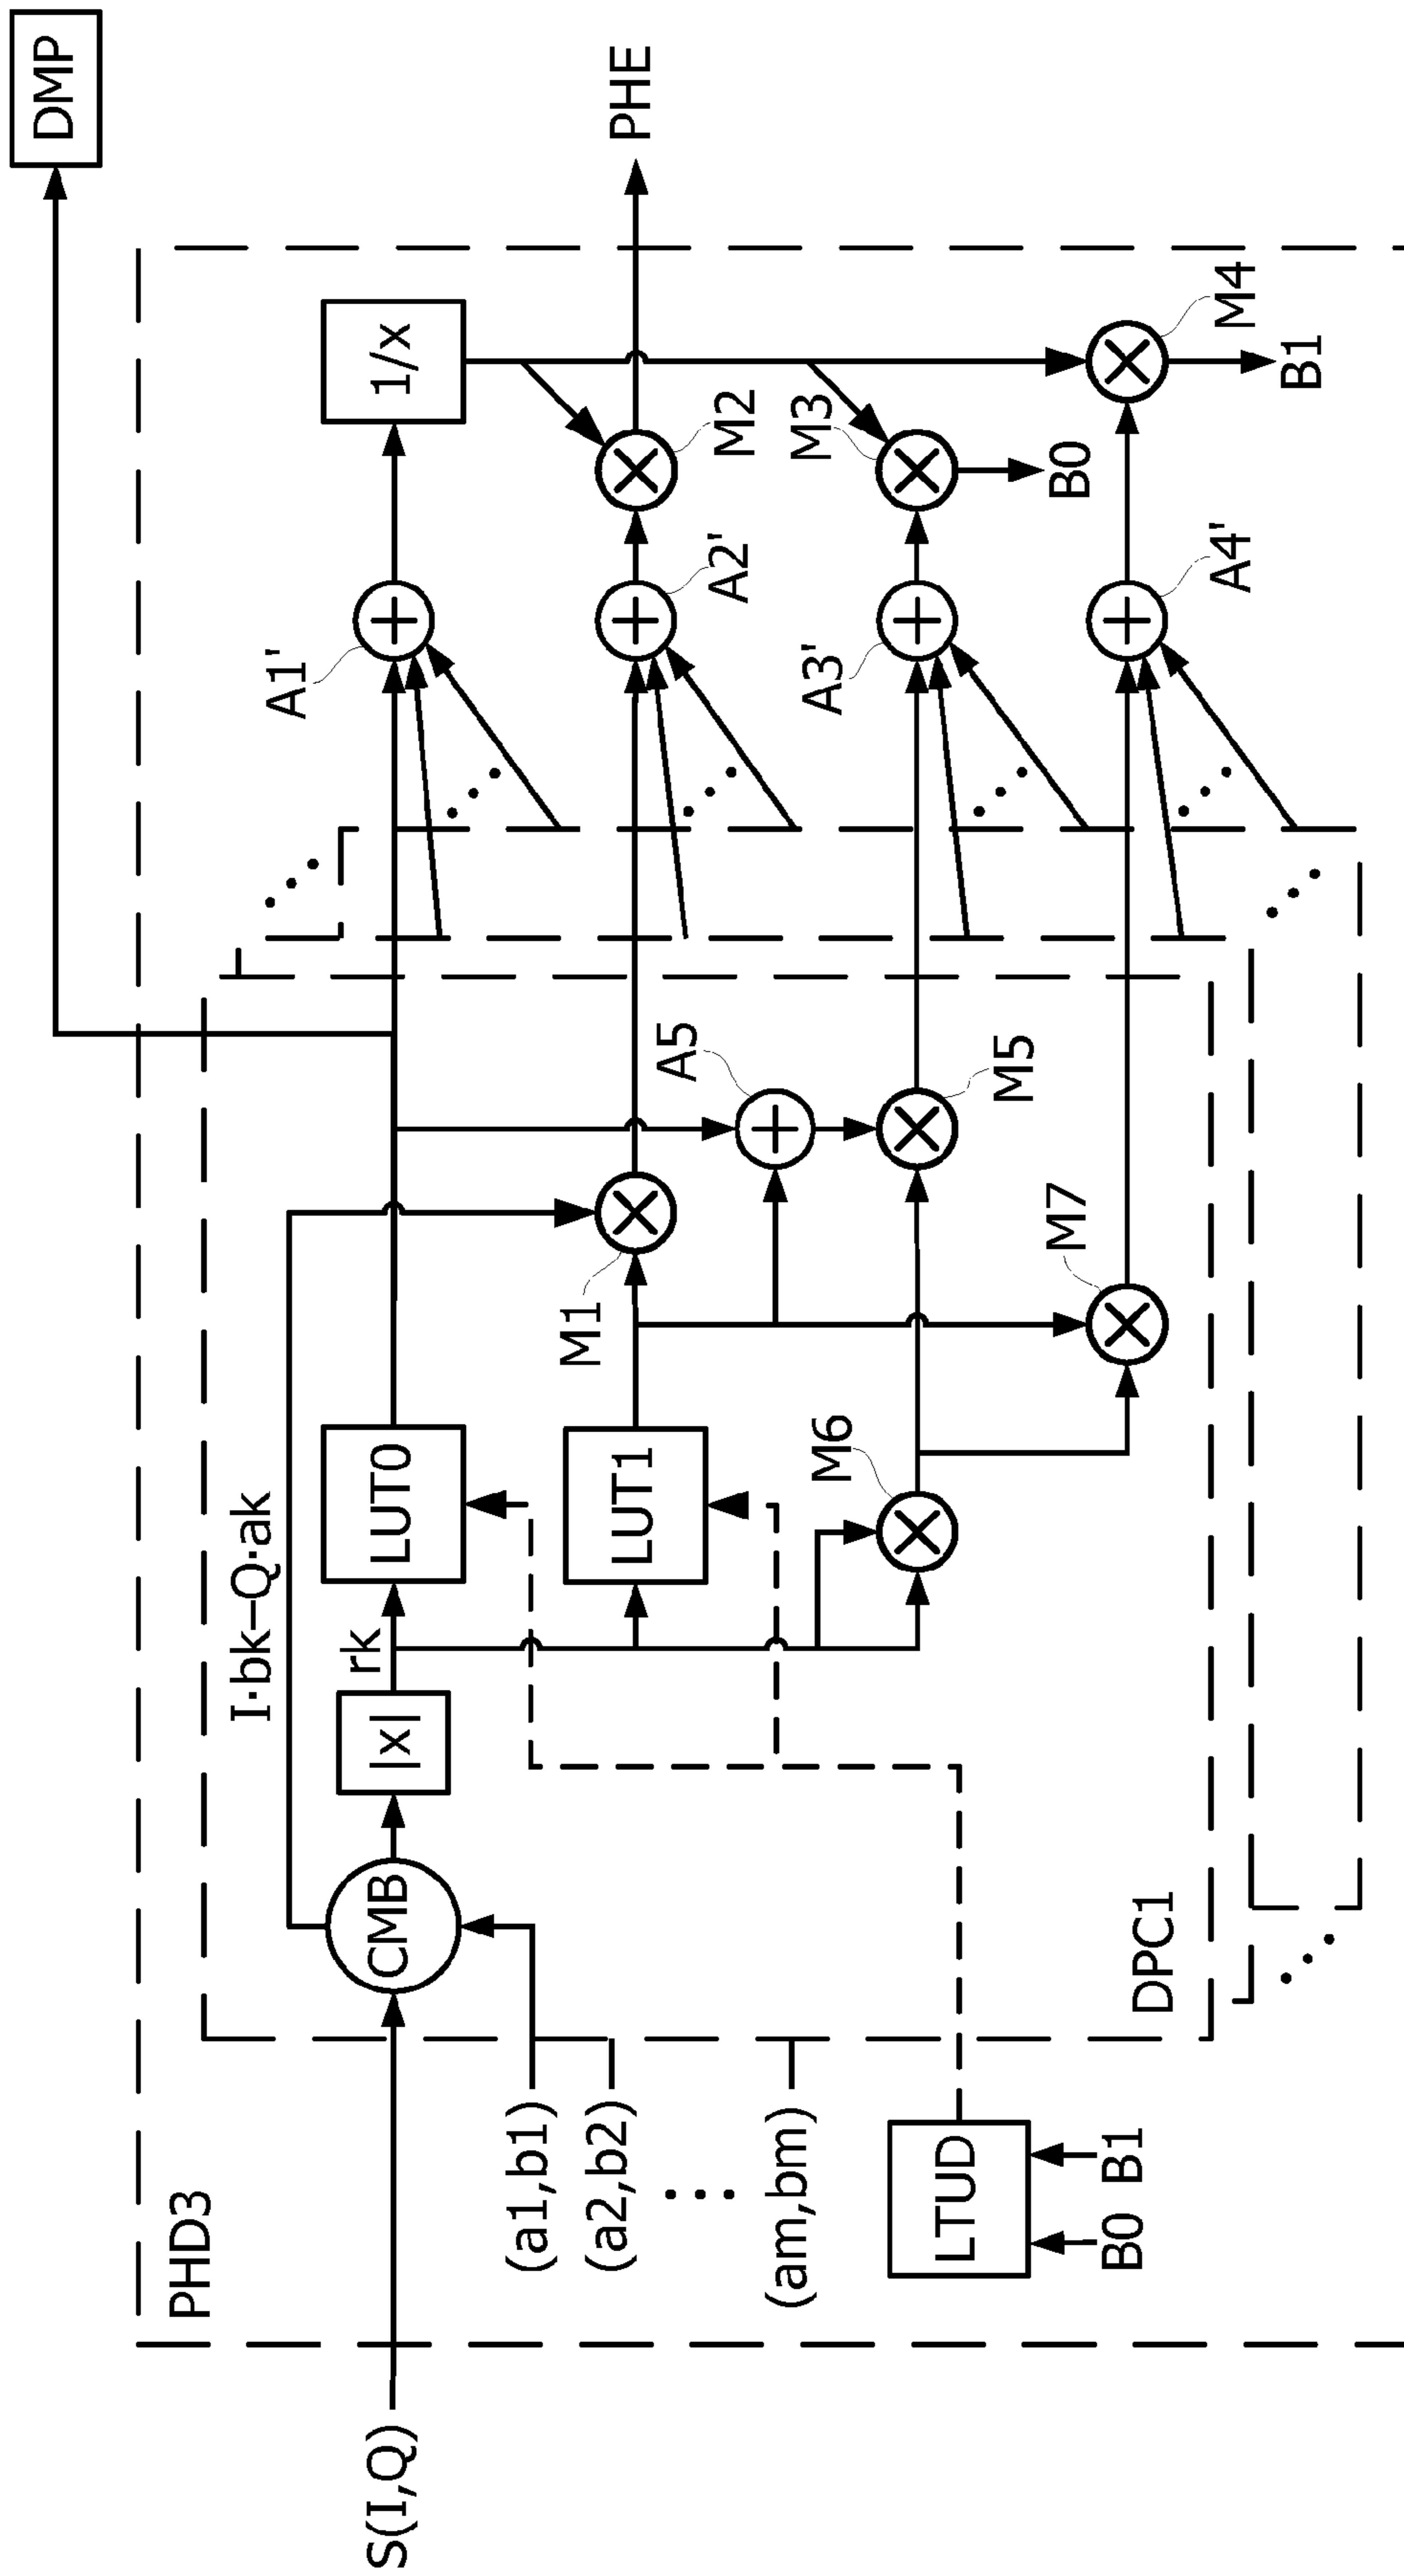 DMP
PHD3
S(I,Q)
CMB
I·bk–Q·ak
|x|
rk
LUT0
A1'
1/x
PHE
LUT1
M1
A2'
M2
(a1,b1)
(a2,b2)
• • •
(am,bm)
A5
M6
M5
A3'
M3
B0
LTUD
B0 B1
M7
A4'
M4
B1
DPC1